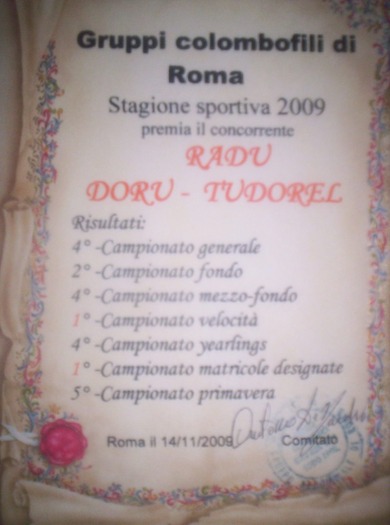 Gruppi colombofili di
Roma
Stagione sportiva 2009
premia il concorrente
RADU
DORU - TUDOREL
Risultati:
4° -Campionato generale
2° -Campionato fondo
4° -Campionato mezzo-fondo
1° -Campionato velocità
4° -Campionato yearlings
1° -Campionato matricole designate
5° -Campionato primavera
Roma il 14/11/2009 Comitato